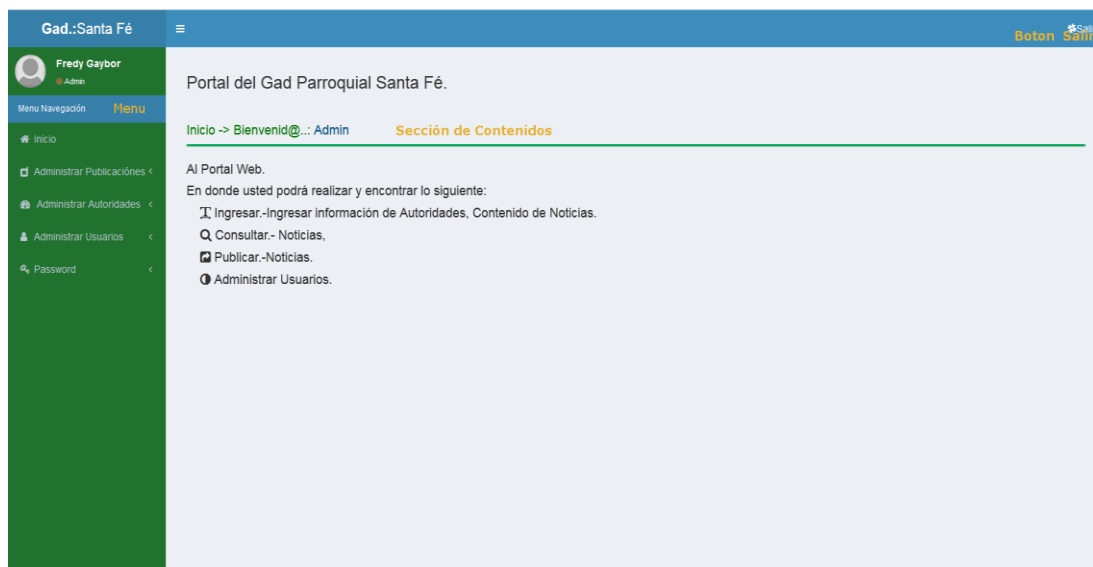 Gad.:Santa Fé
Boton Salir
Fredy Gaybor
Admin
Menu Navegación Menu
Inicio
Administrar Publicaciónes <
Administrar Autoridades <
Administrar Usuarios <
Password <
Portal del Gad Parroquial Santa Fé.
Inicio -> Bienvenid@..: Admin Sección de Contenidos
Al Portal Web.
En donde usted podrá realizar y encontrar lo siguiente:
Ingresar.-Ingresar información de Autoridades, Contenido de Noticias.
Consultar.- Noticias,
Publicar.-Noticias.
Administrar Usuarios.